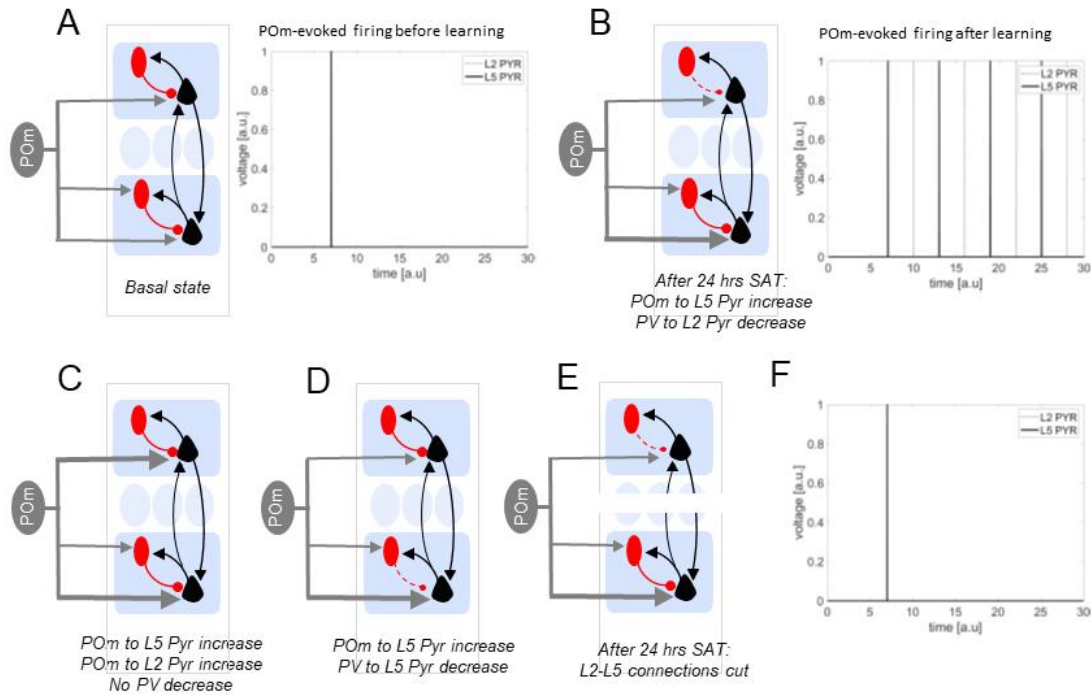 A
POm-evoked firing before learning
POm
Basal state
voltage [a.u.]
1
0.8
0.6
0.4
0.2
0
0 5 10 15 20 25 30
time [a.u]
L2 PYR
L5 PYR
B
POm-evoked firing after learning
POm
After 24 hrs SAT:
POm to L5 Pyr increase
PV to L2 Pyr decrease
voltage [a.u.]
1
0.8
0.6
0.4
0.2
0
0 5 10 15 20 25 30
time [a.u]
L2 PYR
L5 PYR
C
POm
POm to L5 Pyr increase
POm to L2 Pyr increase
No PV decrease
D
POm
POm to L5 Pyr increase
PV to L5 Pyr decrease
E
POm
After 24 hrs SAT:
L2-L5 connections cut
F
voltage [a.u.]
1
0.8
0.6
0.4
0.2
0
0 5 10 15 20 25 30
time [a.u]
L2 PYR
L5 PYR